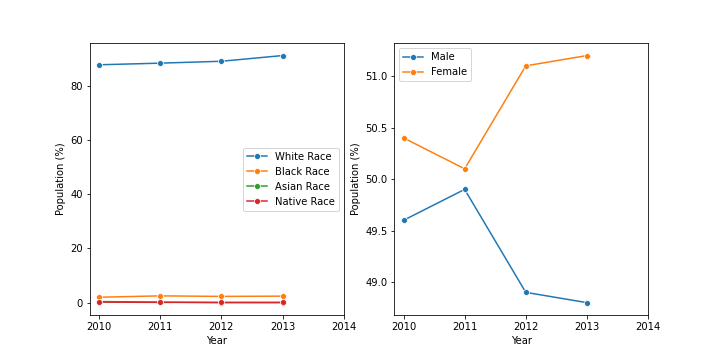 80
60
40
20
0
Population (%)
White Race
Black Race
Asian Race
Native Race
2010 2011 2012 2013 2014
Year
Male
Female
51.0
50.5
50.0
49.5
49.0
Population (%)
2010 2011 2012 2013 2014
Year